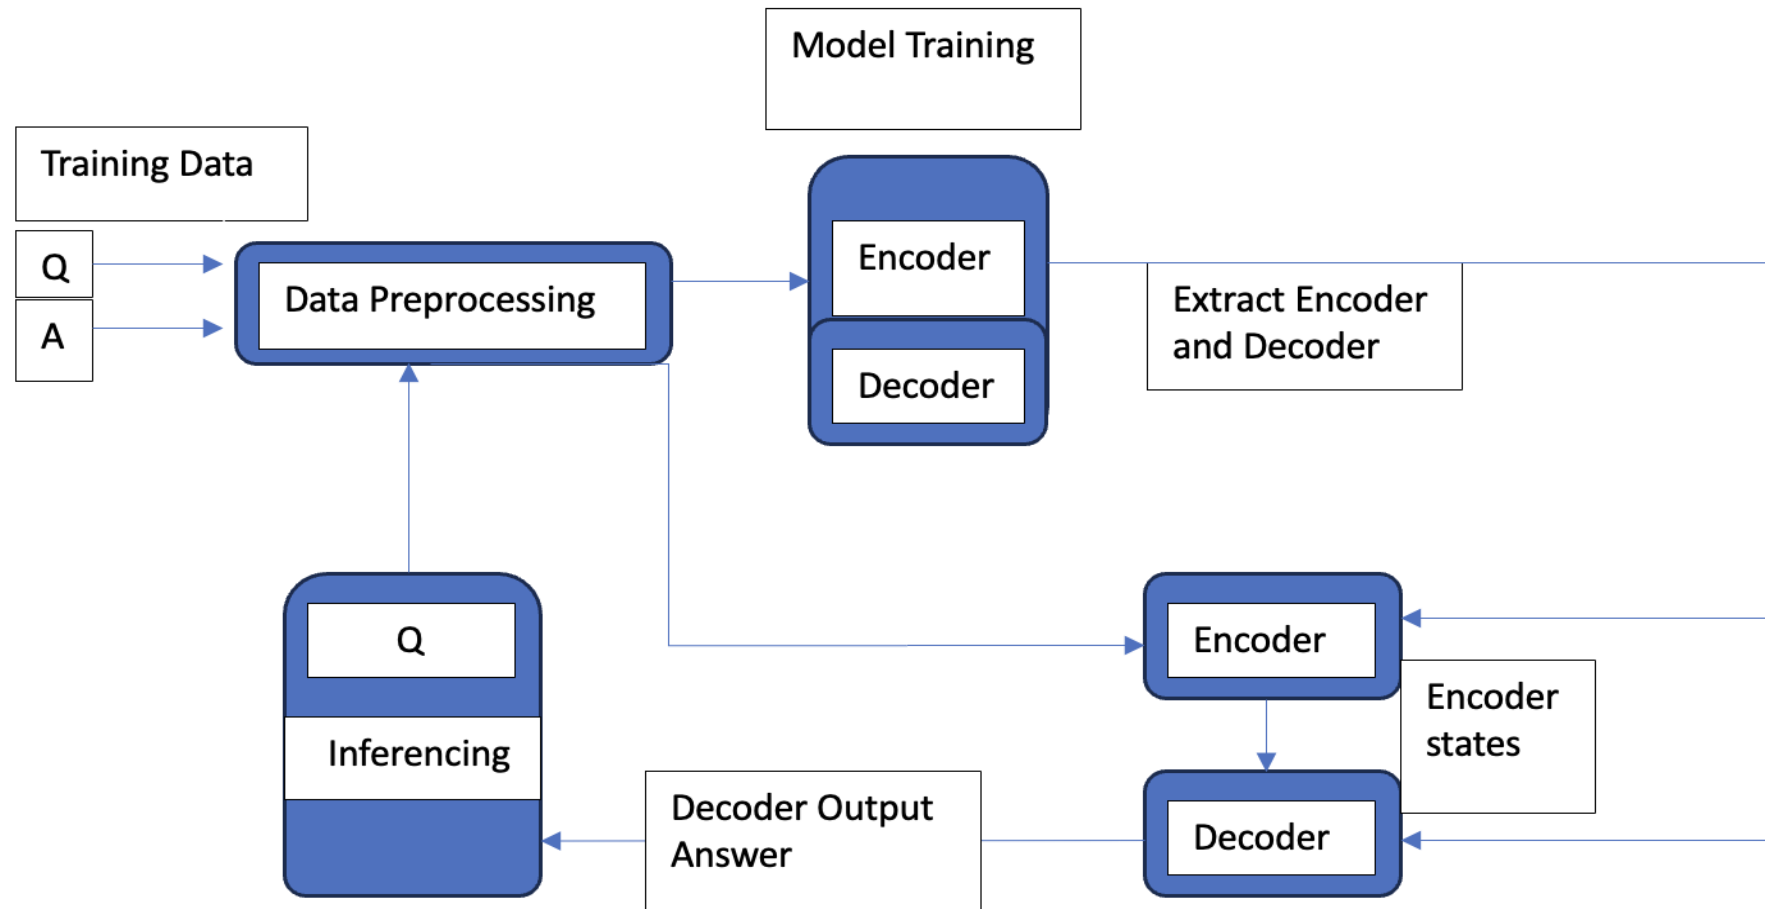 Model Training
Training Data
Q
A
Data Preprocessing
Encoder
Decoder
Extract Encoder
and Decoder
Q
Inferencing
Encoder
Encoder
states
Decoder
Decoder Output
Answer